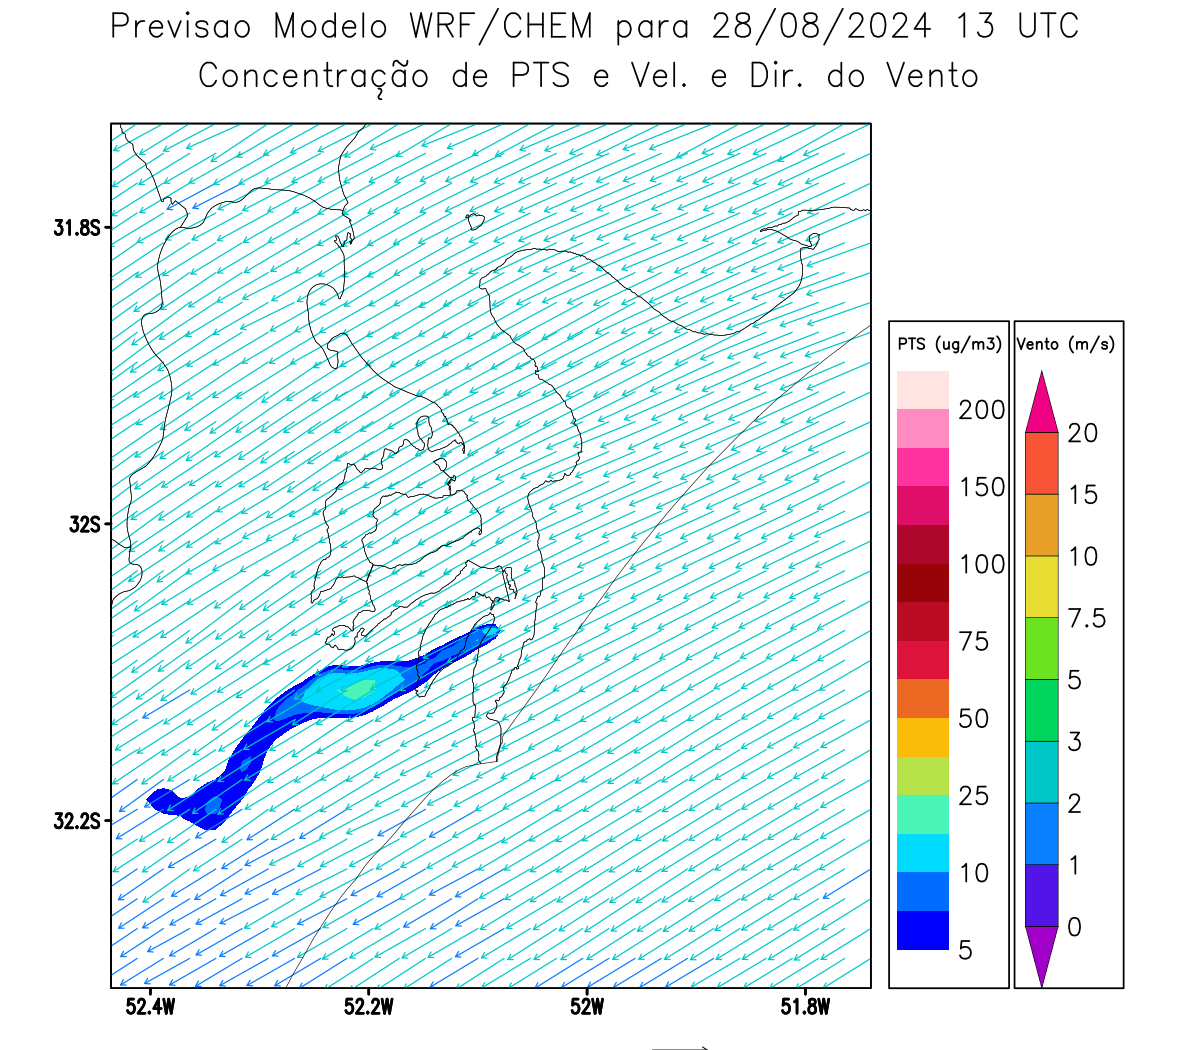 Previsao Modelo WRF/CHEM para 28/08/2024 13 UTC
Concentração de PTS e Vel. e Dir. do Vento
31.8S
32S
32.2S
52.4W 52.2W 52W 51.8W
PTS (ug/m3)
200
150
100
75
50
25
10
5
Vento (m/s)
20
15
10
7.5
5
3
2
1
0